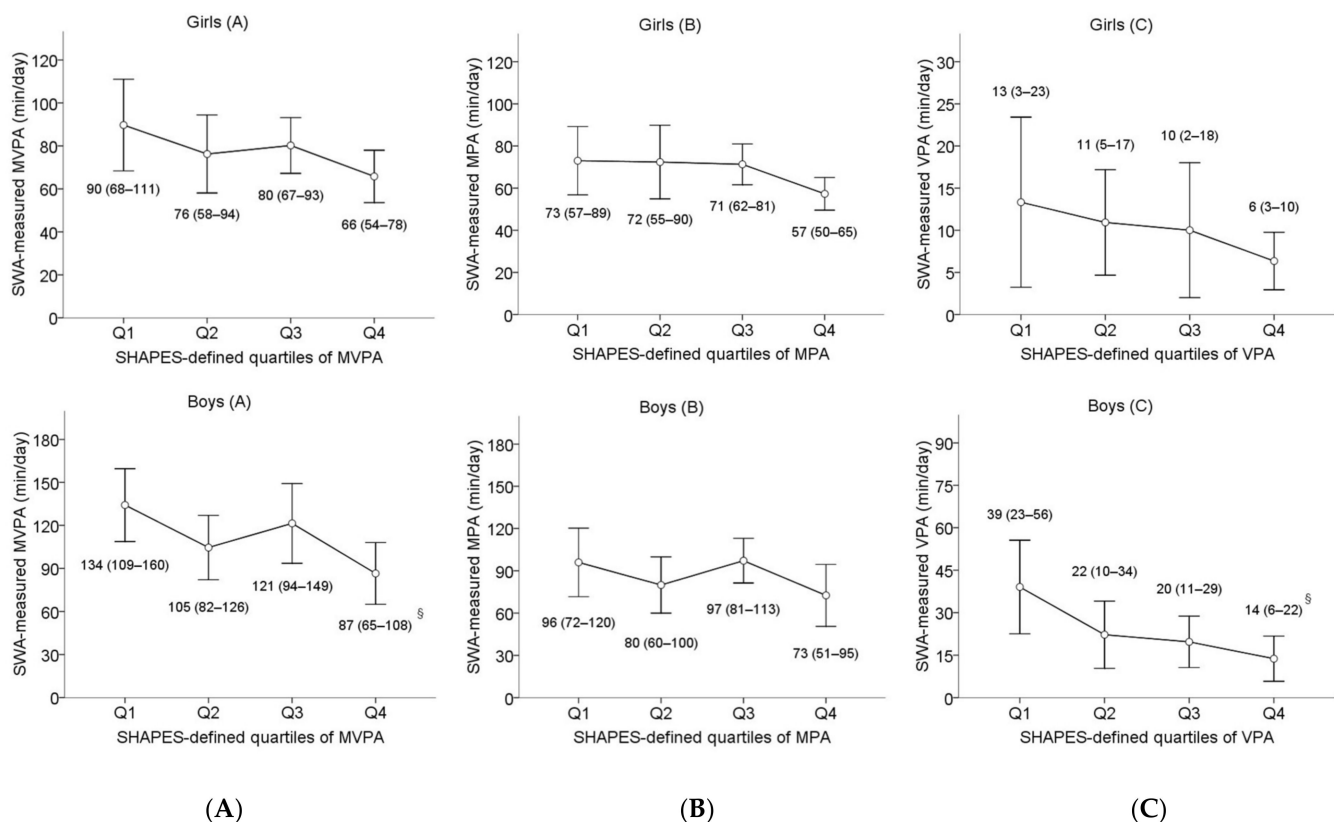 Girls (A)
SWA-measured MVPA (min/day)
120
100
80
60
40
20
0
90 (68–111)
76 (58–94)
80 (67–93)
66 (54–78)
Q1 Q2 Q3 Q4
SHAPES-defined quartiles of MVPA
Girls (B)
SWA-measured MPA (min/day)
120
100
80
60
40
20
0
73 (57–89)
72 (55–90)
71 (62–81)
57 (50–65)
Q1 Q2 Q3 Q4
SHAPES-defined quartiles of MPA
Girls (C)
SWA-measured VPA (min/day)
30
25
20
15
10
5
0
13 (3–23)
11 (5–17)
10 (2–18)
6 (3–10)
Q1 Q2 Q3 Q4
SHAPES-defined quartiles of VPA
Boys (A)
SWA-measured MVPA (min/day)
180
150
120
90
60
30
0
134 (109–160)
105 (82–126)
121 (94–149)
87 (65–108) §
Q1 Q2 Q3 Q4
SHAPES-defined quartiles of MVPA
Boys (B)
SWA-measured MPA (min/day)
180
150
120
90
60
30
0
96 (72–120)
80 (60–100)
97 (81–113)
73 (51–95)
Q1 Q2 Q3 Q4
SHAPES-defined quartiles of MPA
Boys (C)
SWA-measured VPA (min/day)
90
75
60
45
30
15
0
39 (23–56)
22 (10–34)
20 (11–29)
14 (6–22) §
Q1 Q2 Q3 Q4
SHAPES-defined quartiles of VPA
(A)
(B)
(C)